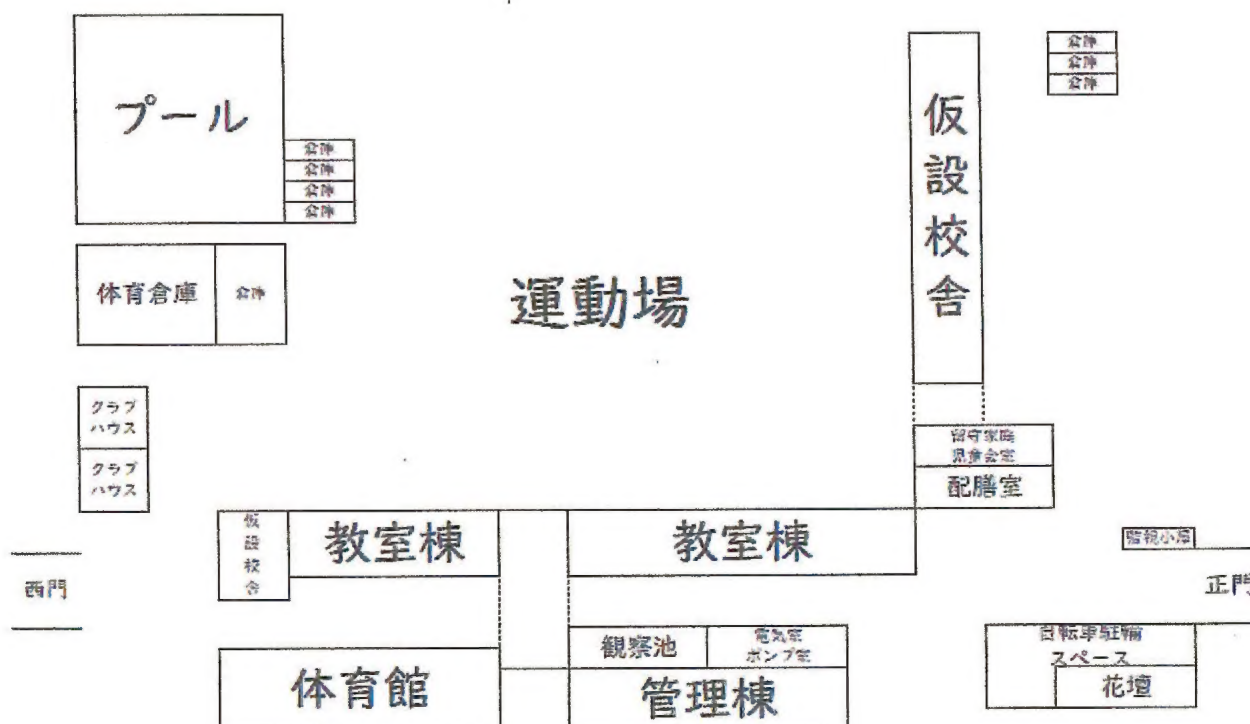 プール
倉庫
倉庫
倉庫
倉庫
体育倉庫
倉庫
運動場
仮設校舎
倉庫
倉庫
倉庫
クラブ
ハウス
クラブ
ハウス
留守家庭
児童会室
配膳室
仮設校舎
教室棟
教室棟
西門
正門
観察池
電気室
ポンプ室
自転車駐輪
スペース
花壇
体育館
管理棟